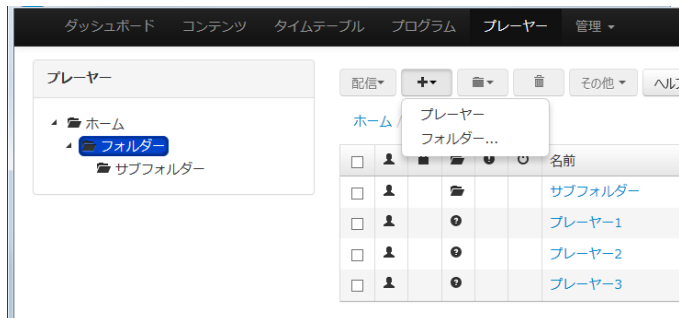 ダッシュボード コンテンツ タイムテーブル プログラム プレーヤー 管理
プレーヤー
ホーム
フォルダー
サブフォルダー
配信 その他
プレーヤー
フォルダー...
ホーム /
名前
サブフォルダー
プレーヤー1
プレーヤー2
プレーヤー3